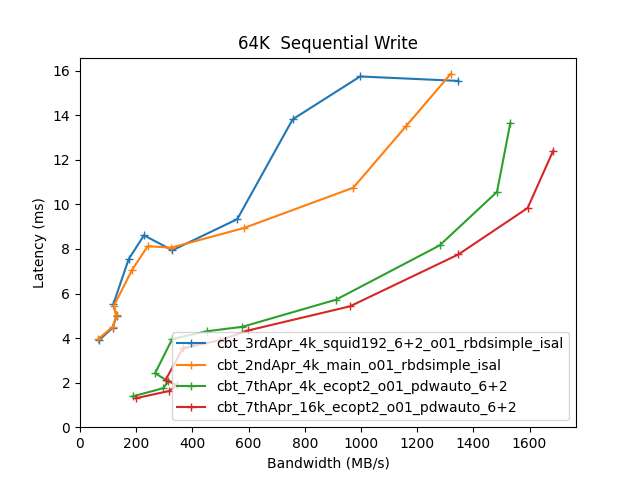 64K  Sequential Write
16
14
12
10
8
6
4
2
0
Latency (ms)
0 200 400 600 800 1000 1200 1400 1600
Bandwidth (MB/s)
cbt_3rdApr_4k_squid192_6+2_o01_rbdsimple_isal
cbt_2ndApr_4k_main_o01_rbdsimple_isal
cbt_7thApr_4k_ecopt2_o01_pdwauto_6+2
cbt_7thApr_16k_ecopt2_o01_pdwauto_6+2